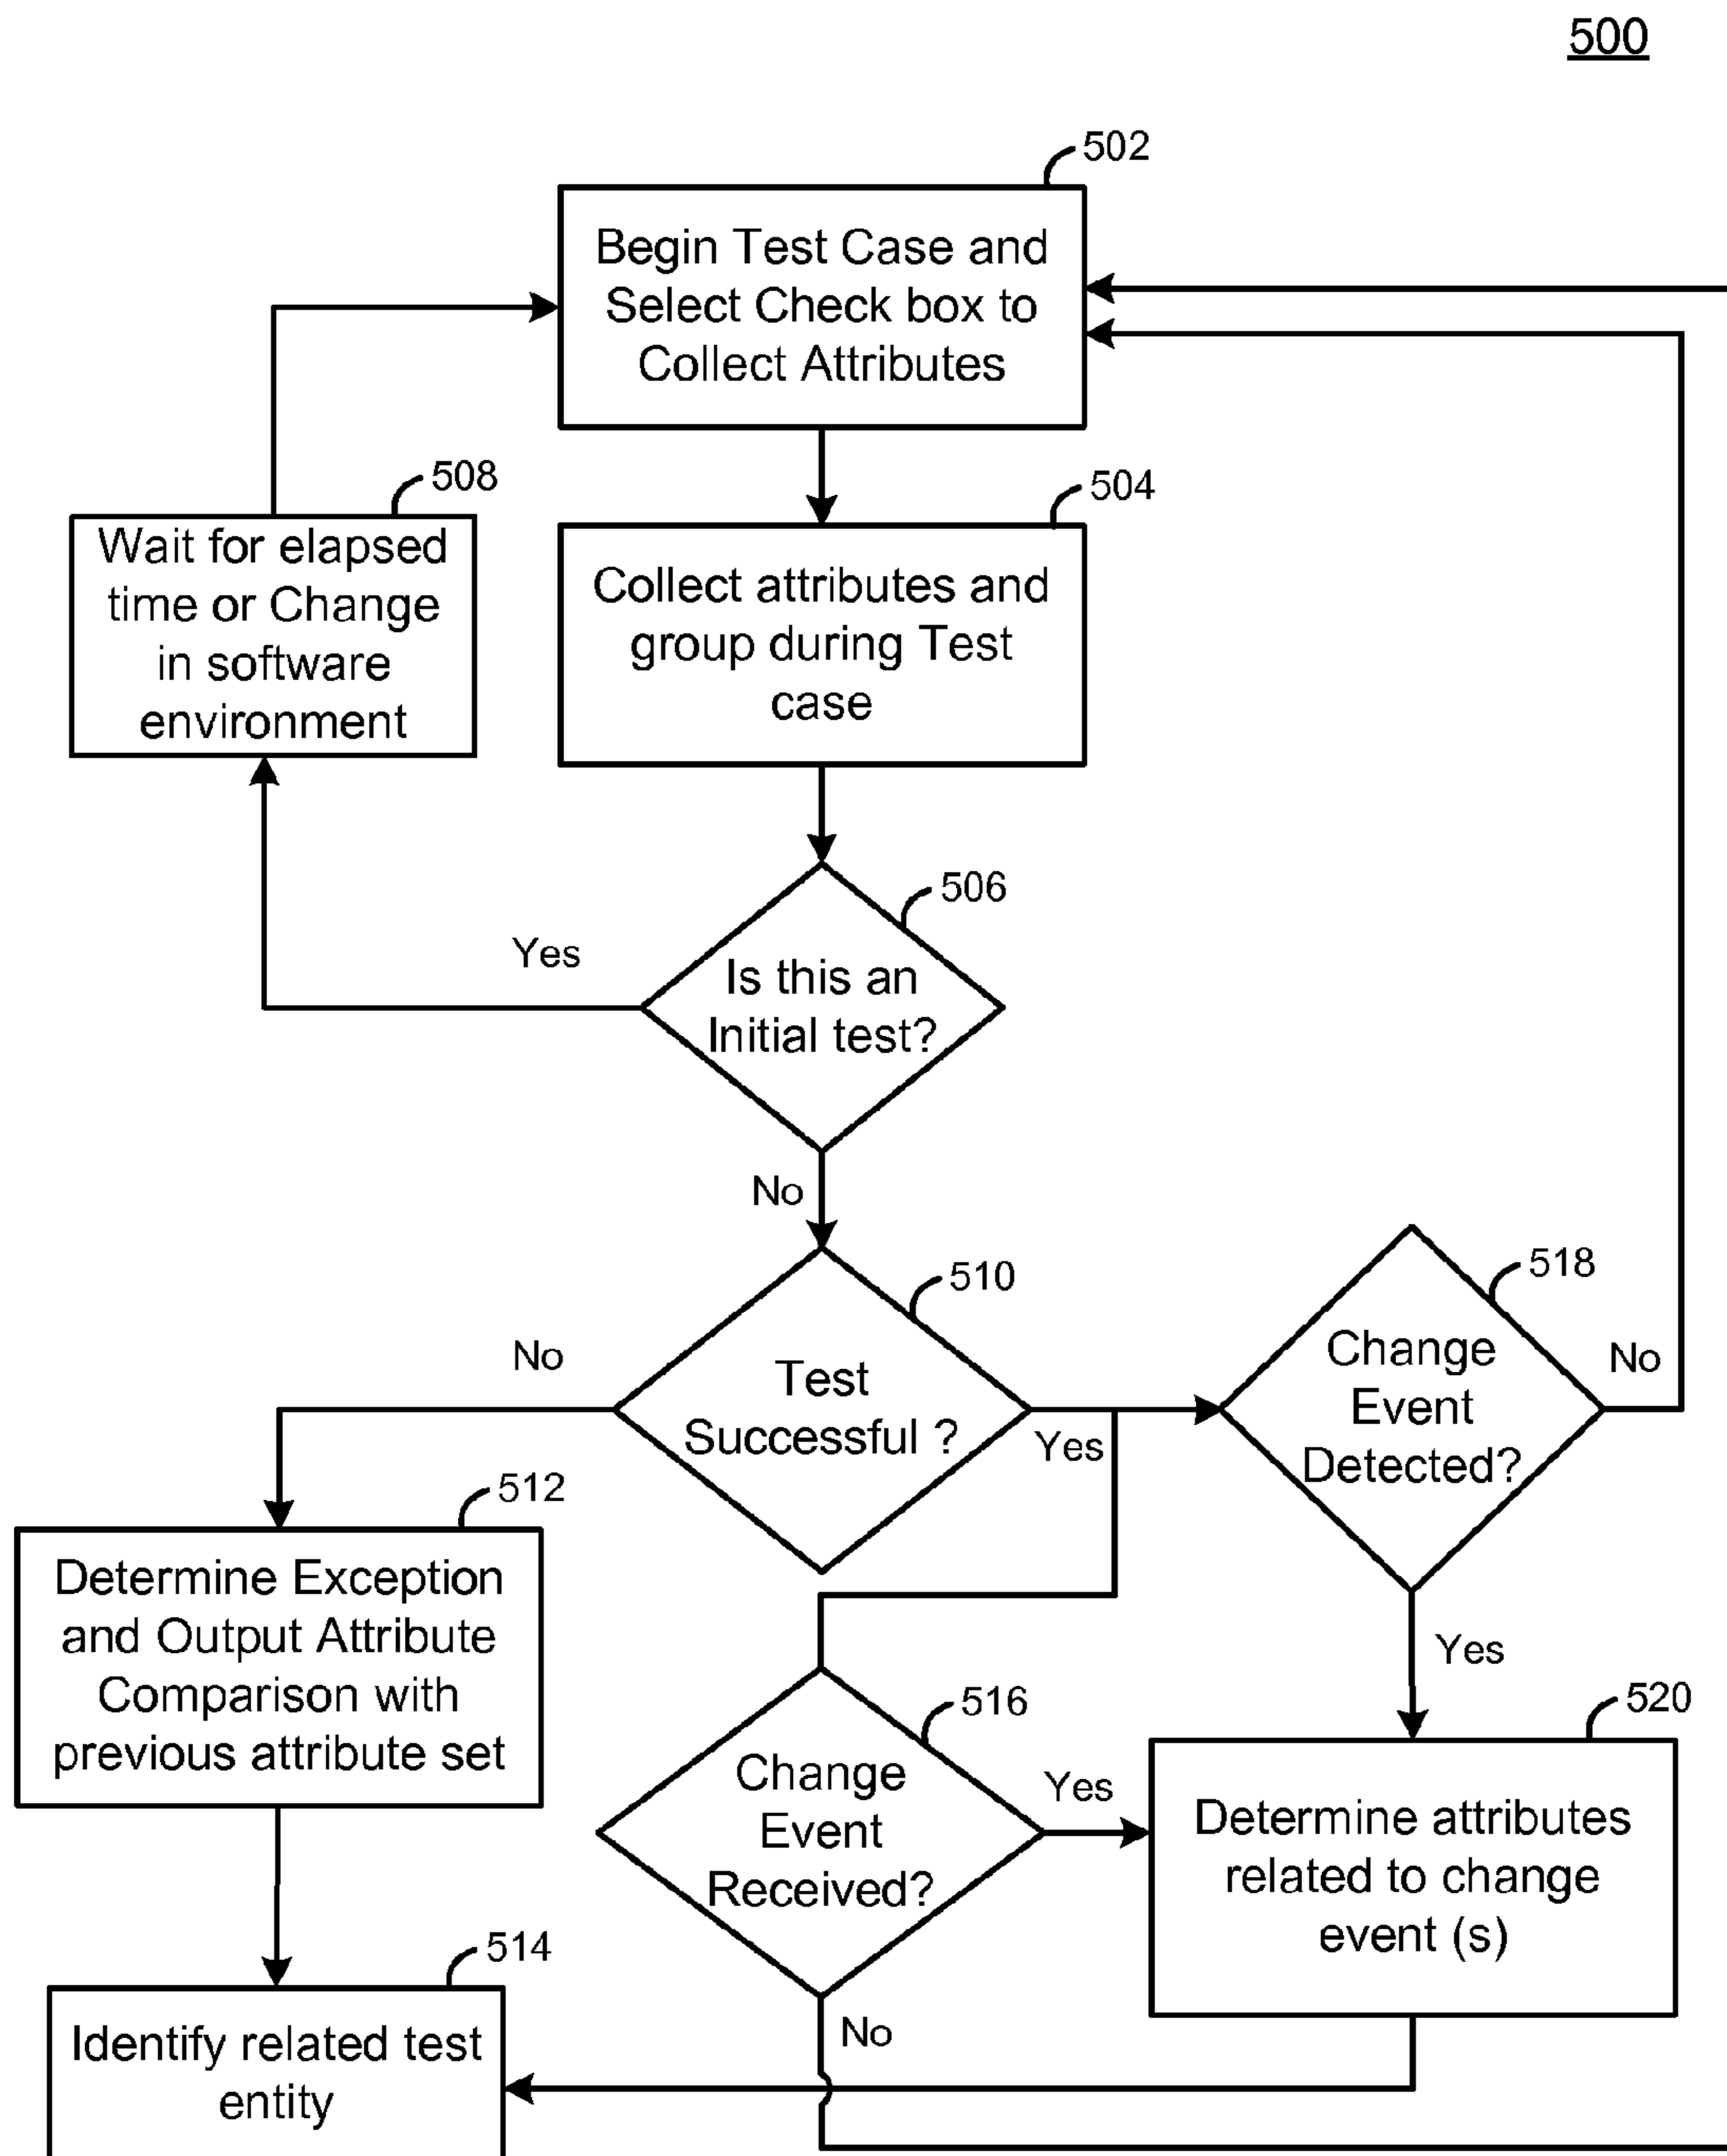 500
502
Begin Test Case and
Select Check box to
Collect Attributes
508
Wait for elapsed
time or Change
in software
environment
504
Collect attributes and
group during Test
case
506
Yes
Is this an
Initial test?
No
510
518
No
Test
Successful ?
Yes
Change
Event
Detected?
No
512
Determine Exception
and Output Attribute
Comparison with
previous attribute set
Yes
516
520
Change
Event
Received?
Yes
Determine attributes
related to change
event (s)
514
Identify related test
entity
No